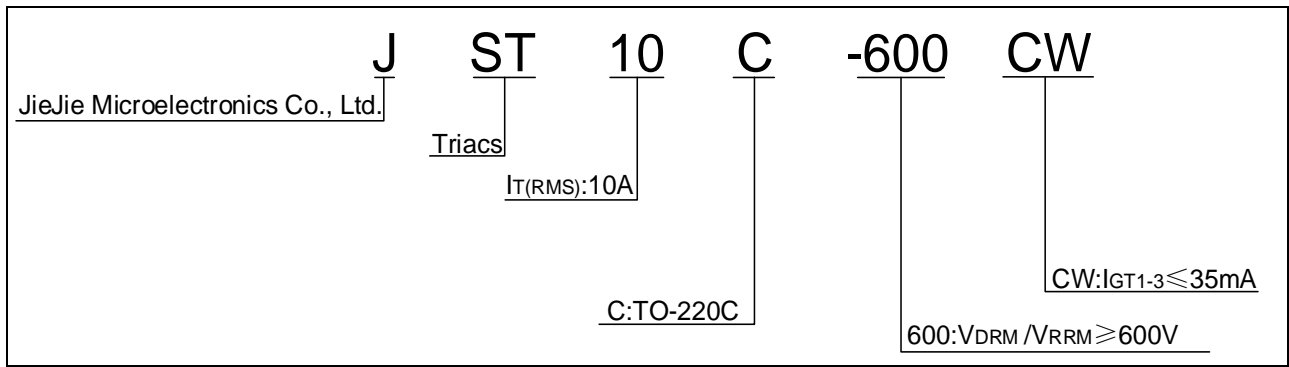 J ST 10 C -600 CW
JieJie Microelectronics Co., Ltd.
Triacs
IT(RMS):10A
CW:IGT1-3≤35mA
C:TO-220C
600:VDRM /VRRM≥600V